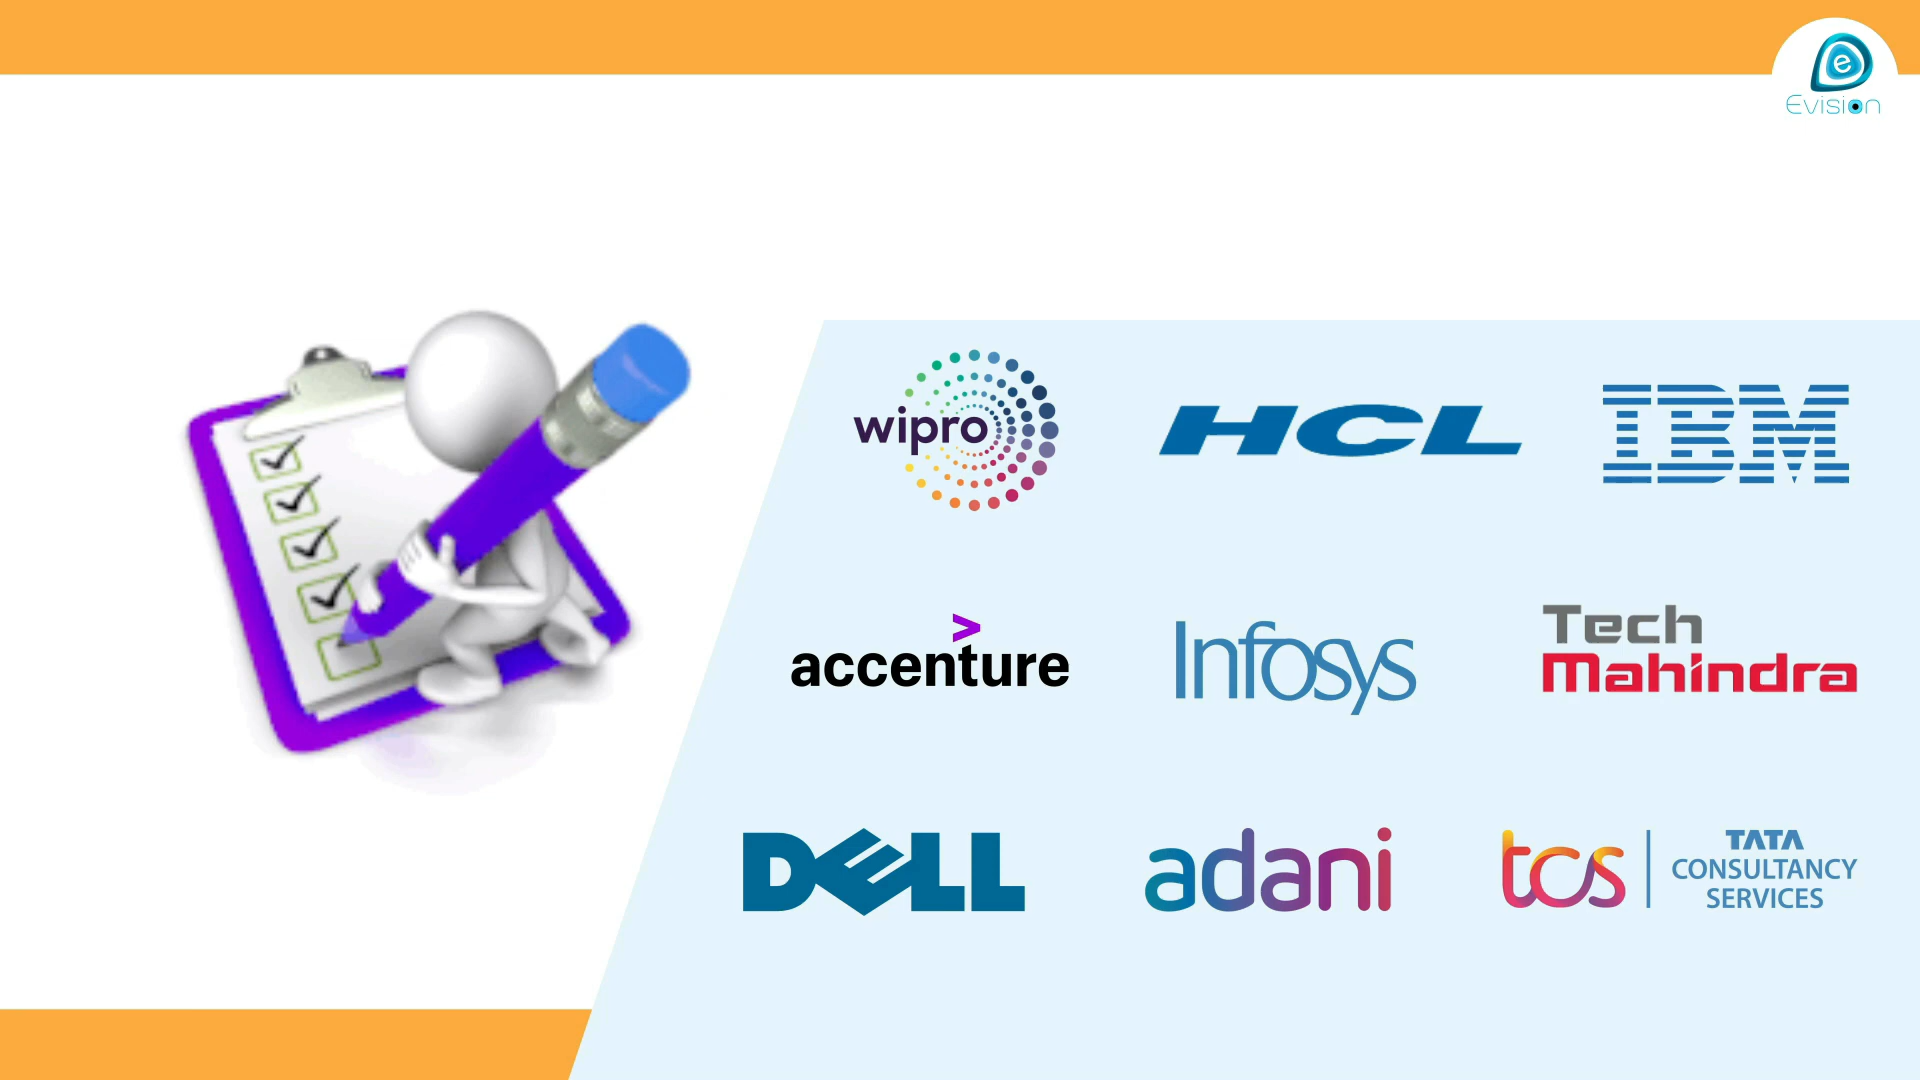 e
Evision
wipro
HCL
IBM
>
accenture
Infosys
Tech
Mahindra
DELL
adani
tcs
TATA
CONSULTANCY
SERVICES